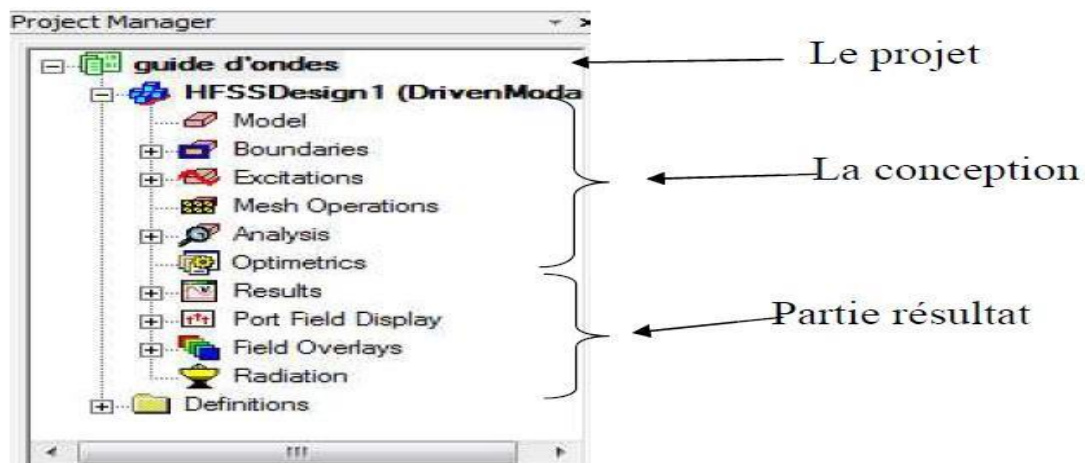 Project Manager
guide d'ondes
Le projet
HFSSDesign1 (DrivenModa
Model
Boundaries
Excitations
Mesh Operations
Analysis
Optimetrics
La conception
Results
Port Field Display
Field Overlays
Radiation
Partie résultat
Definitions